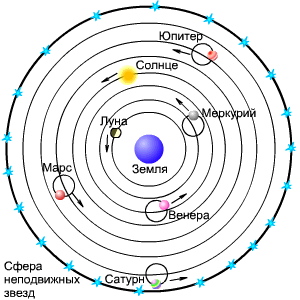 Юпитер
Солнце
Меркурий
Луна
Земля
Марс
Венера
Сфера
неподвижных
звезд
Сатурн